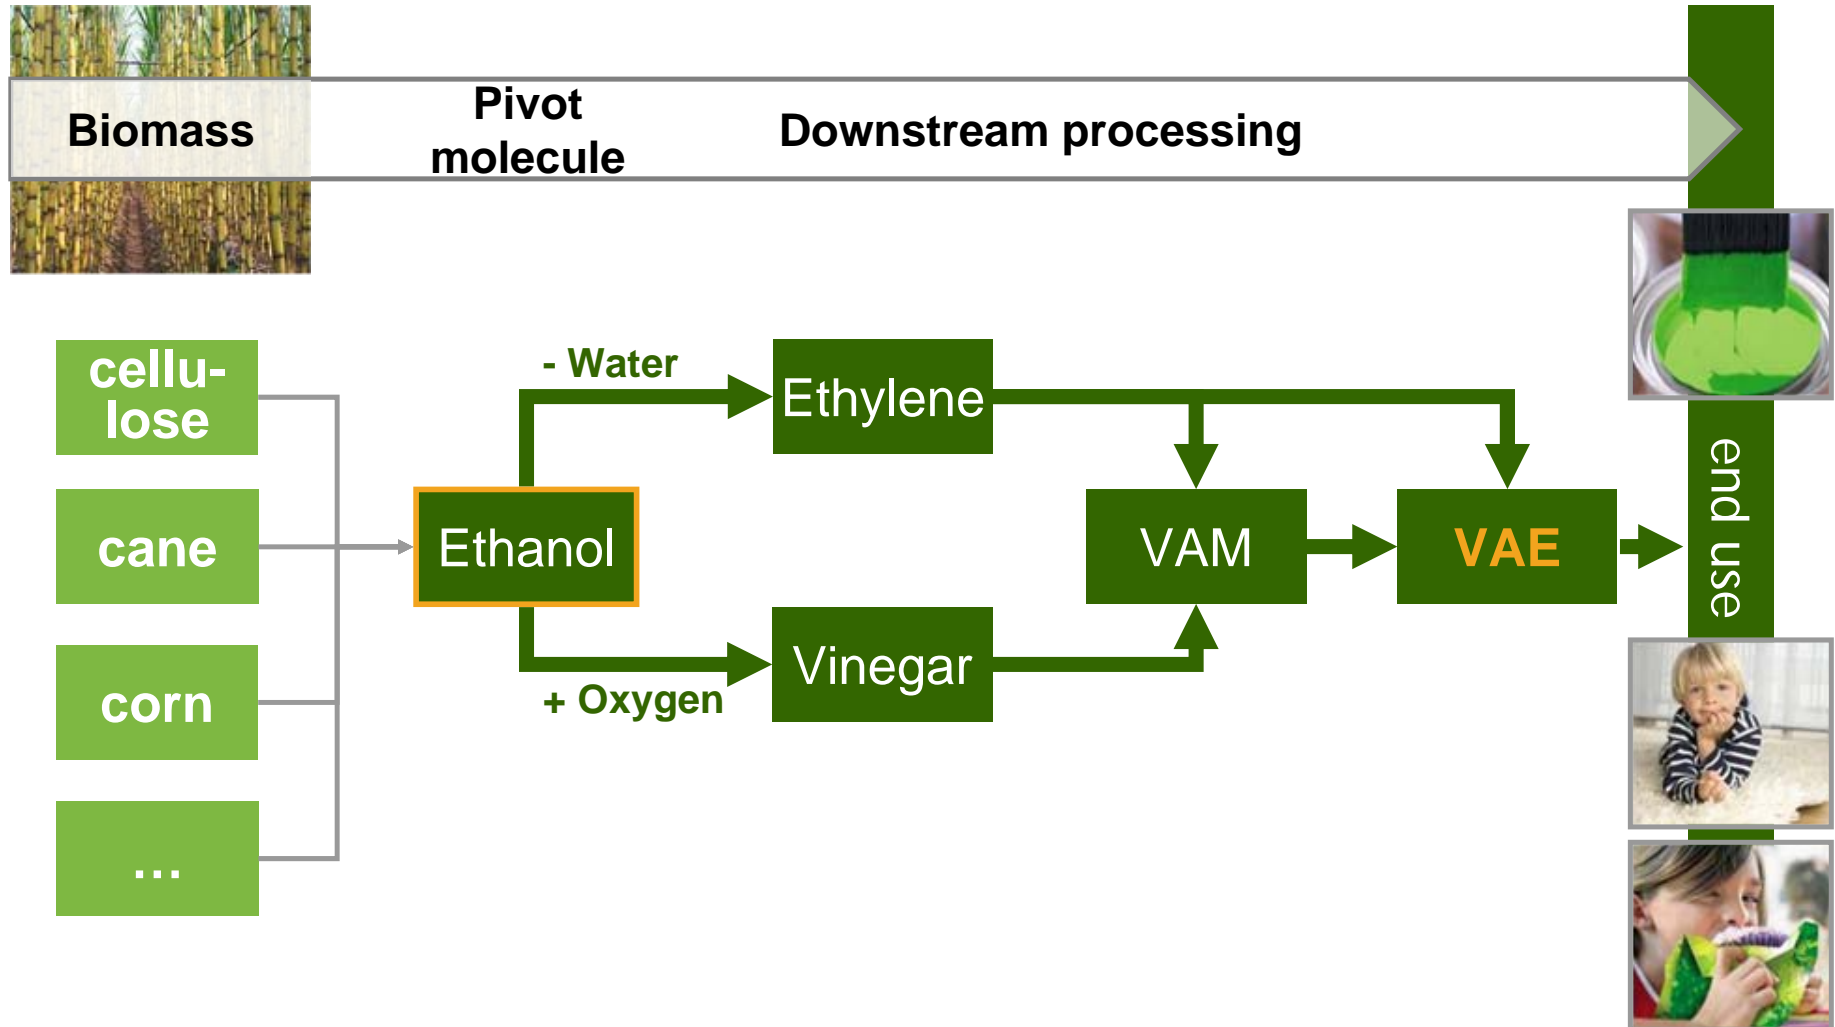 Biomass
Pivot
molecule
Downstream processing
cellu-
lose
cane
corn
...
Ethanol
- Water
+ Oxygen
Ethylene
Vinegar
VAM
VAE
end use